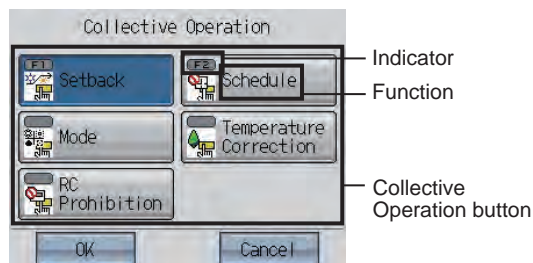 Collective Operation
F1
Setback
F2
Schedule
Mode
Temperature
Correction
RC
Prohibition
OK
Cancel
Indicator
Function
Collective
Operation button